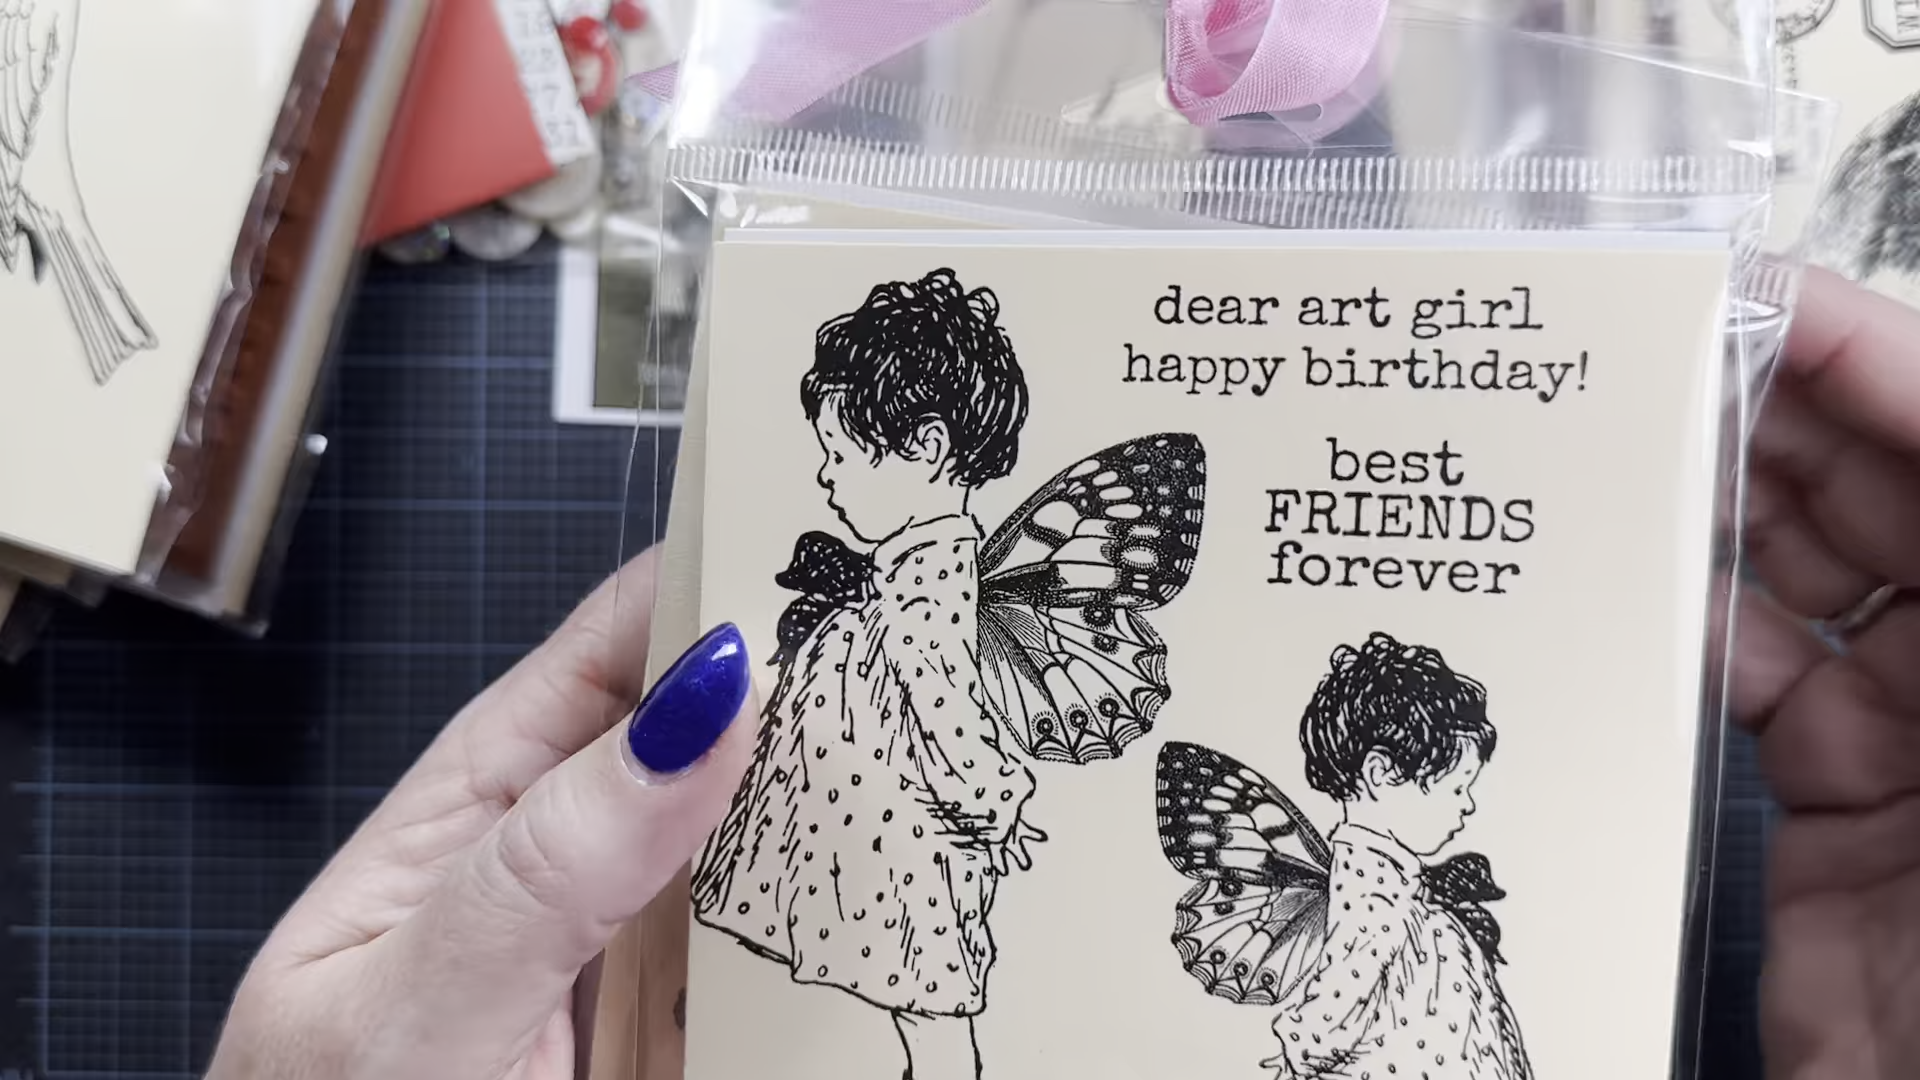 dear art girl
happy birthday!
best
FRIENDS
forever